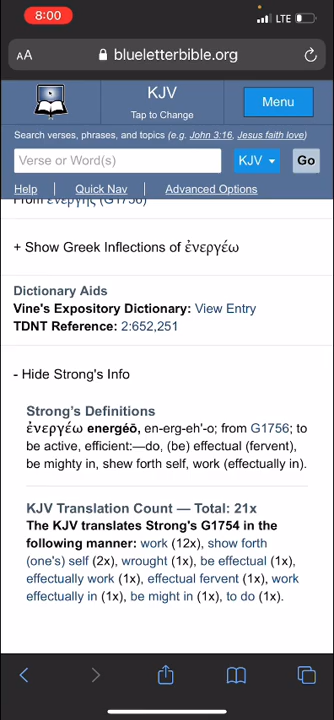 8:00
LTE
AA
blueletterbible.org
KJV
Tap to Change
Menu
Search verses, phrases, and topics (e.g. John 3:16, Jesus faith love)
Verse or Word(s)
KJV
Go
Help | Quick Nav | Advanced Options
From ἐνεργής (G1756)
+ Show Greek Inflections of ἐνεργέω
Dictionary Aids
Vine's Expository Dictionary: View Entry
TDNT Reference: 2:652,251
- Hide Strong's Info
Strong's Definitions
ἐνεργέω energéō, en-erg-eh'-o; from G1756; to
be active, efficient:—do, (be) effectual (fervent),
be mighty in, shew forth self, work (effectually in).
KJV Translation Count — Total: 21x
The KJV translates Strong's G1754 in the
following manner: work (12x), show forth
(one's) self (2x), wrought (1x), be effectual (1x),
effectually work (1x), effectual fervent (1x), work
effectually in (1x), be might in (1x), to do (1x).